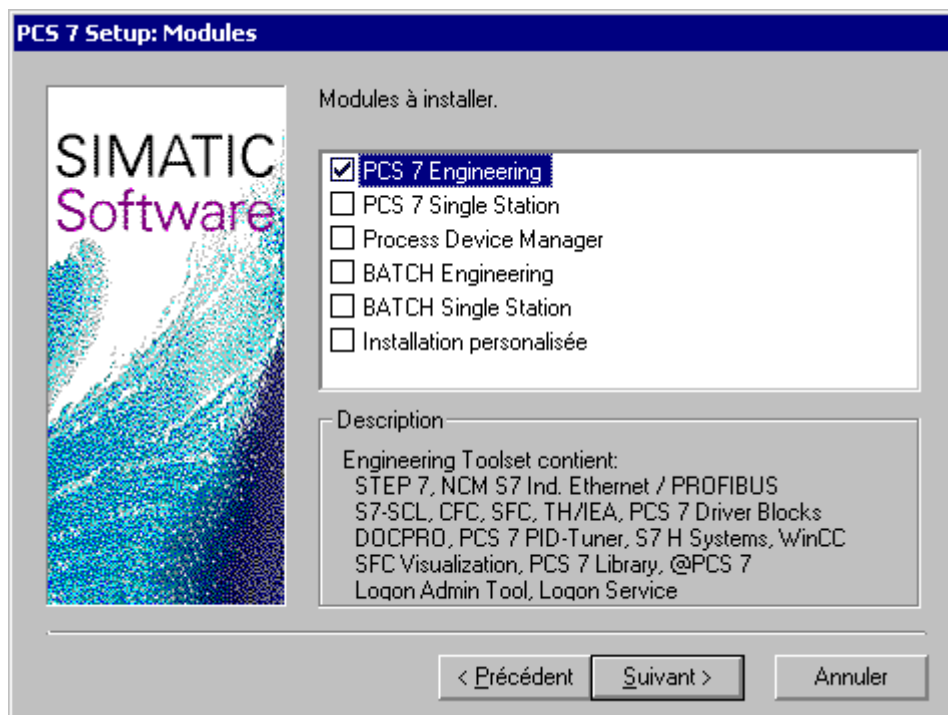 PCS 7 Setup: Modules
SIMATIC
Software
Modules à installer.
PCS 7 Engineering
PCS 7 Single Station
Process Device Manager
BATCH Engineering
BATCH Single Station
Installation personalisée
Description
Engineering Toolset contient:
STEP 7, NCM S7 Ind. Ethernet / PROFIBUS
S7-SCL, CFC, SFC, TH/IEA, PCS 7 Driver Blocks
DOCPRO, PCS 7 PID-Tuner, S7 H Systems, WinCC
SFC Visualization, PCS 7 Library, @PCS 7
Logon Admin Tool, Logon Service
< Précédent
Suivant >
Annuler